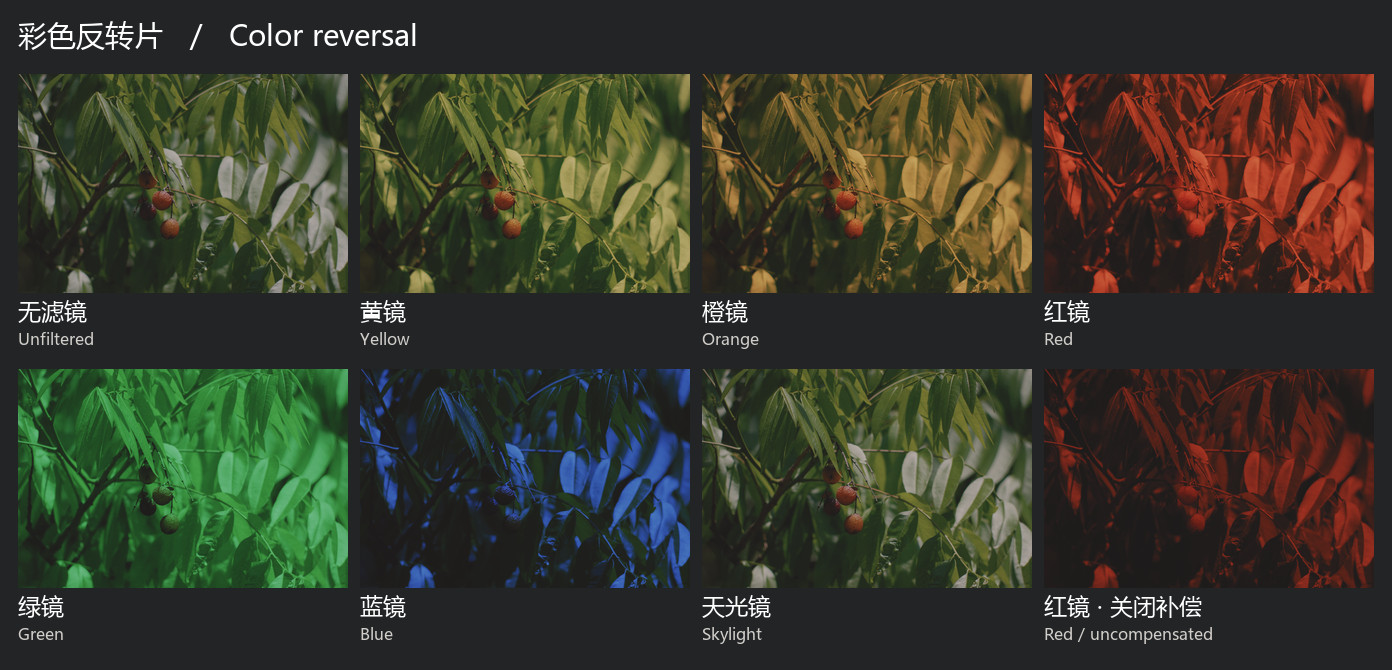 彩色反转片 / Color reversal
无滤镜
Unfiltered
黄镜
Yellow
橙镜
Orange
红镜
Red
绿镜
Green
蓝镜
Blue
天光镜
Skylight
红镜 · 关闭补偿
Red / uncompensated